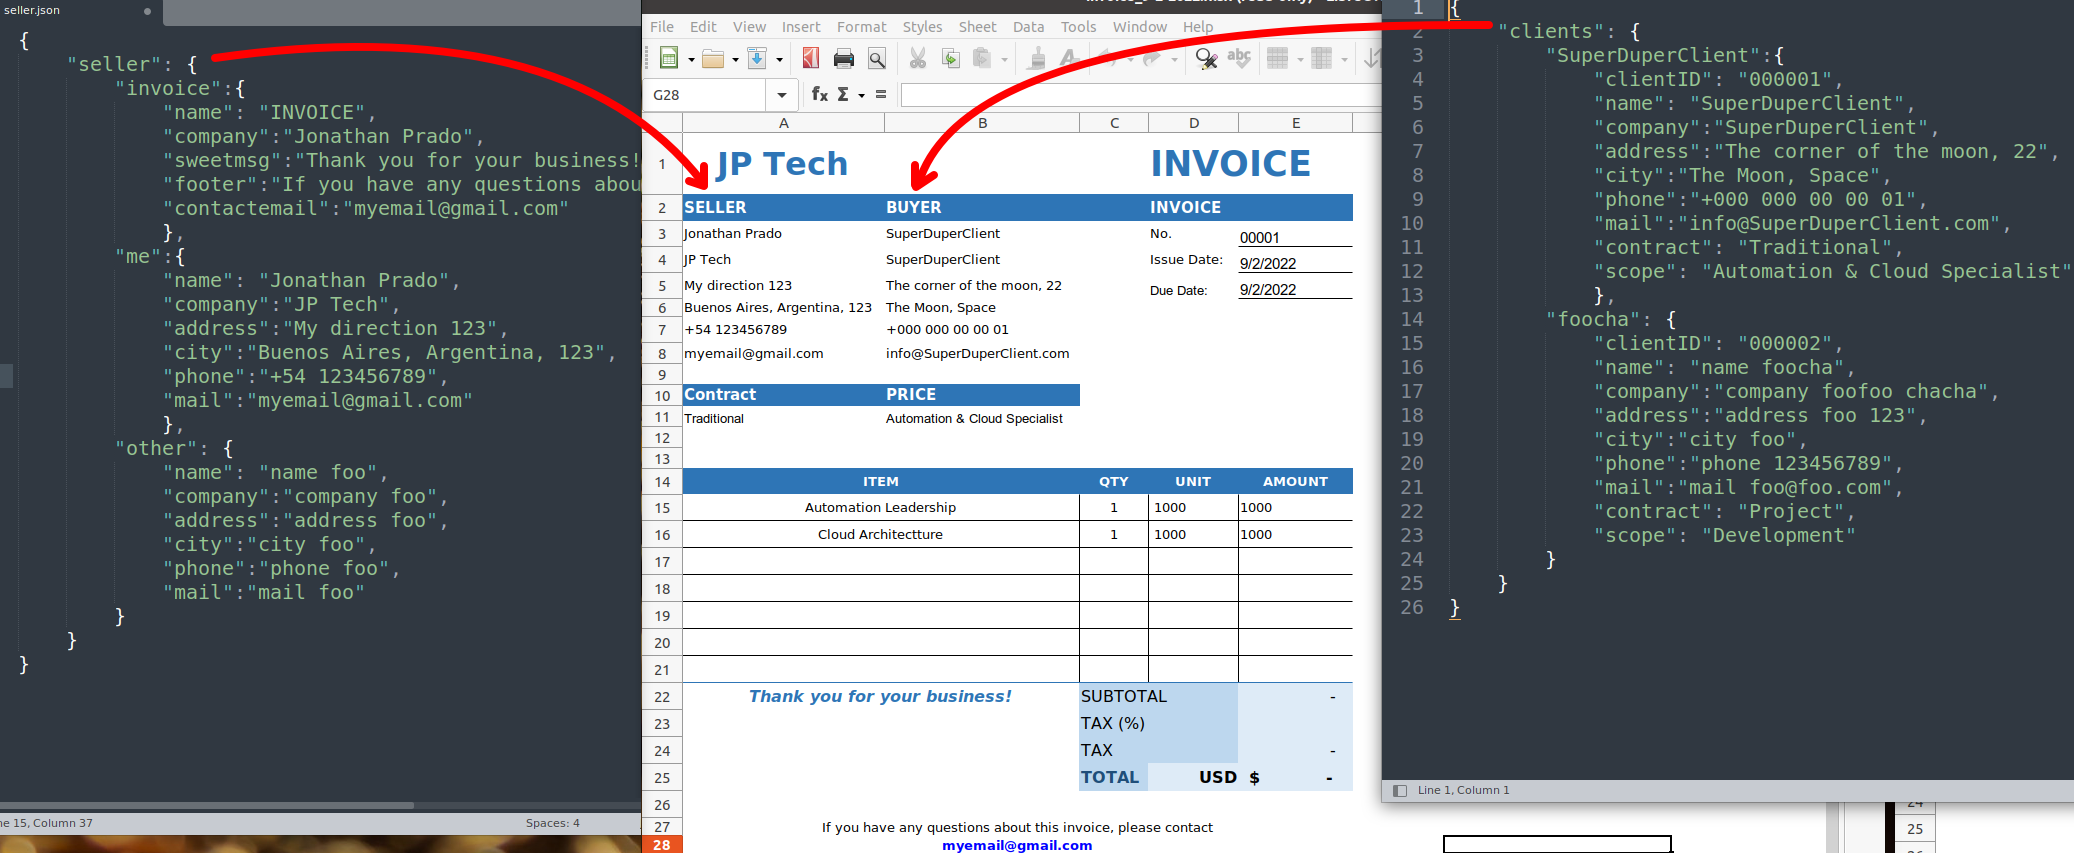 seller.json
{
"seller": {
"invoice":{
"name": "INVOICE",
"company":"Jonathan Prado",
"sweetmsg":"Thank you for your business!
"footer":"If you have any questions abou
"contactemail":"myemail@gmail.com"
},
"me":{
"name": "Jonathan Prado",
"company":"JP Tech",
"address":"My direction 123",
"city":"Buenos Aires, Argentina, 123",
"phone":"+54 123456789",
"mail":"myemail@gmail.com"
},
"other": {
"name": "name foo",
"company":"company foo",
"address":"address foo",
"city":"city foo",
"phone":"phone foo",
"mail":"mail foo"
}
}
}
ne 15, Column 37 Spaces: 4
File Edit View Insert Format Styles Sheet Data Tools Window Help
abc
G28 fx Σ =
A B C D E
1 JP Tech INVOICE
2 SELLER BUYER INVOICE
3 Jonathan Prado SuperDuperClient No. 00001
4 JP Tech SuperDuperClient Issue Date: 9/2/2022
5 My direction 123 The corner of the moon, 22 Due Date: 9/2/2022
6 Buenos Aires, Argentina, 123 The Moon, Space
7 +54 123456789 +000 000 00 00 01
8 myemail@gmail.com info@SuperDuperClient.com
9
10 Contract PRICE
11 Traditional Automation & Cloud Specialist
12
13
14 ITEM QTY UNIT AMOUNT
15 Automation Leadership 1 1000 1000
16 Cloud Architectture 1 1000 1000
17
18
19
20
21
22 Thank you for your business! SUBTOTAL -
23 TAX (%)
24 TAX -
25 TOTAL USD $ -
26
27 If you have any questions about this invoice, please contact
28 myemail@gmail.com
1 {
2 "clients": {
3 "SuperDuperClient":{
4 "clientID": "000001",
5 "name": "SuperDuperClient",
6 "company":"SuperDuperClient",
7 "address":"The corner of the moon, 22",
8 "city":"The Moon, Space",
9 "phone":"+000 000 00 00 01",
10 "mail":"info@SuperDuperClient.com",
11 "contract": "Traditional",
12 "scope": "Automation & Cloud Specialist"
13 },
14 "foocha": {
15 "clientID": "000002",
16 "name": "name foocha",
17 "company":"company foofoo chacha",
18 "address":"address foo 123",
19 "city":"city foo",
20 "phone":"phone 123456789",
21 "mail":"mail foo@foo.com",
22 "contract": "Project",
23 "scope": "Development"
24 }
25 }
26 }
Line 1, Column 1
24
25